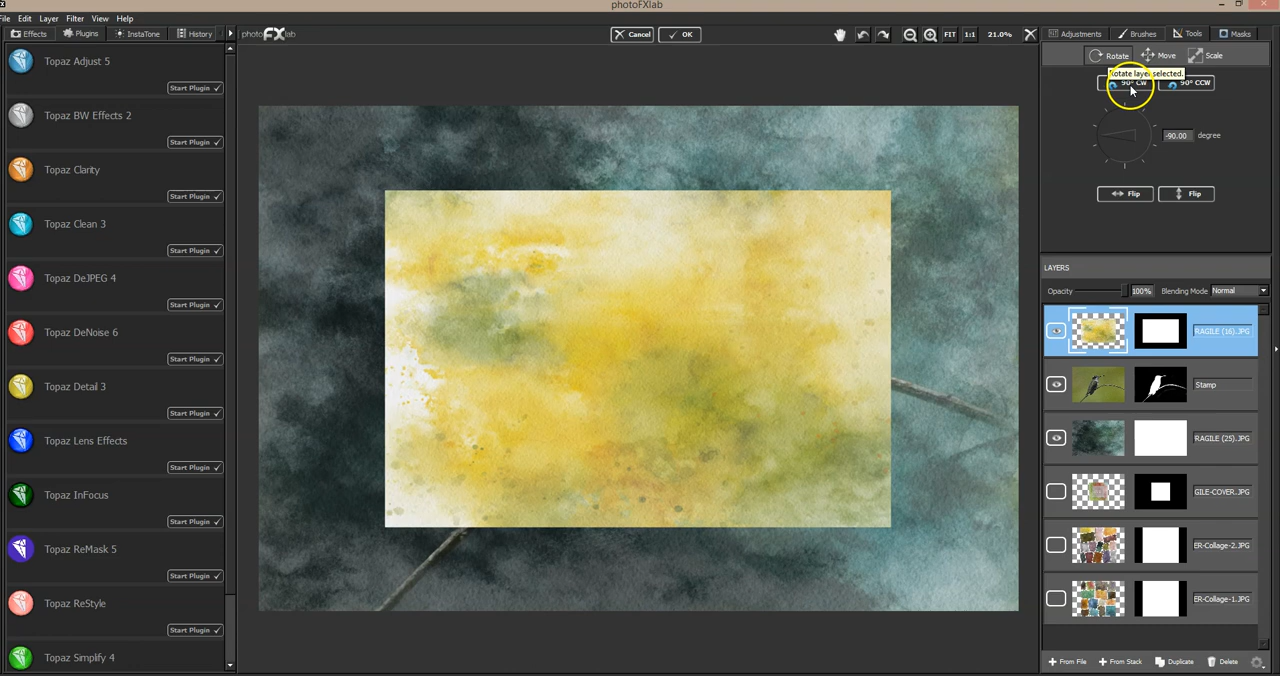 photoFXlab
File Edit Layer Filter View Help
Effects Plugins InstaTone History
photo FX lab
Cancel OK
FIT 1:1 21.0%
Adjustments Brushes Tools Masks
Rotate Move Scale
Rotate layer selected.
90° CW 90° CCW
-90.00 degree
Flip Flip
Topaz Adjust 5
Start Plugin
Topaz BW Effects 2
Start Plugin
Topaz Clarity
Start Plugin
Topaz Clean 3
Start Plugin
Topaz DeJPEG 4
Start Plugin
Topaz DeNoise 6
Start Plugin
Topaz Detail 3
Start Plugin
Topaz Lens Effects
Start Plugin
Topaz InFocus
Start Plugin
Topaz ReMask 5
Start Plugin
Topaz ReStyle
Start Plugin
Topaz Simplify 4
LAYERS
Opacity 100% Blending Mode Normal
RAGILE (16).JPG
Stamp
RAGILE (25).JPG
GILE-COVER.JPG
ER-Collage-2.JPG
ER-Collage-1.JPG
From File From Stack Duplicate Delete